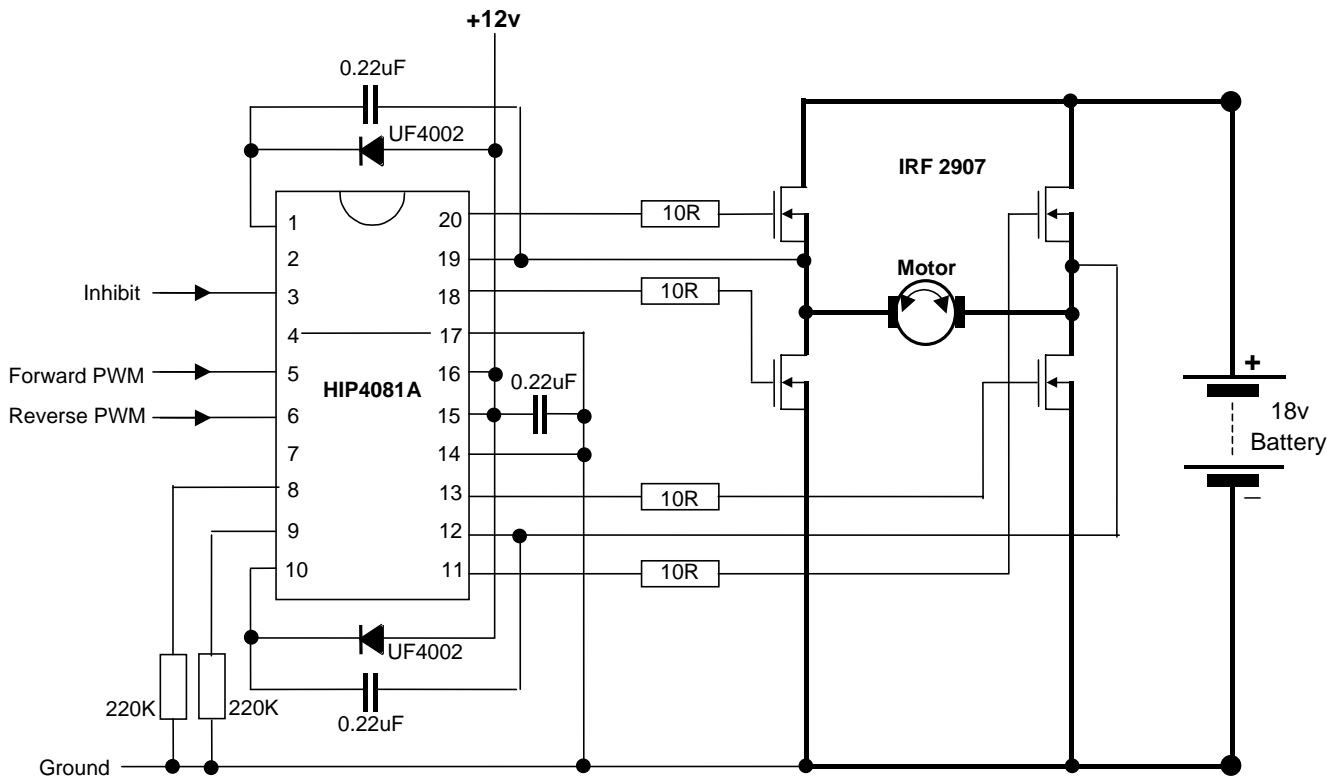 +12v
0.22uF
UF4002
IRF 2907
1
20
10R
2
19
Motor
Inhibit
3
18
10R
4
17
Forward PWM
5
16
0.22uF
HIP4081A
+
18v
Battery
–
Reverse PWM
6
15
7
14
8
13
10R
9
12
10
11
10R
UF4002
220K
220K
0.22uF
Ground